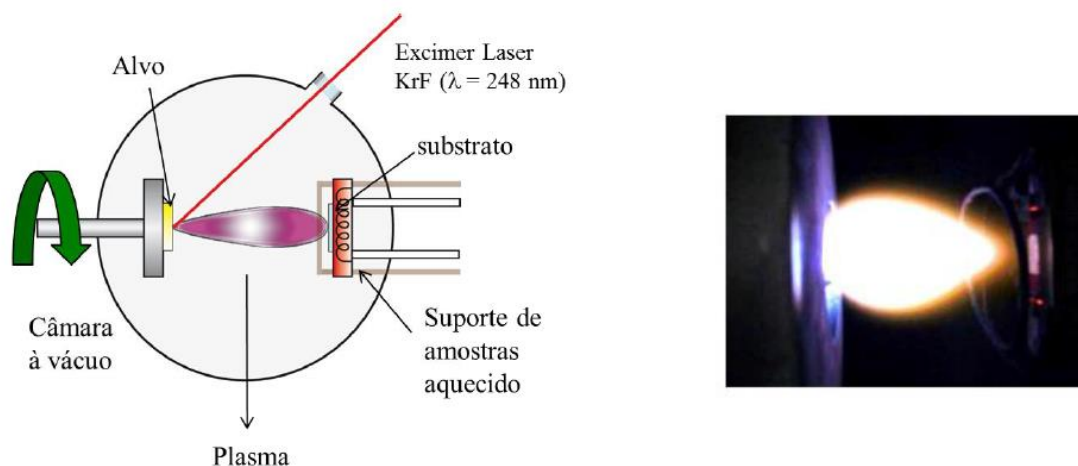 Alvo
Excimer Laser
KrF (λ = 248 nm)
substrato
Câmara
à vácuo
Suporte de
amostras
aquecido
Plasma